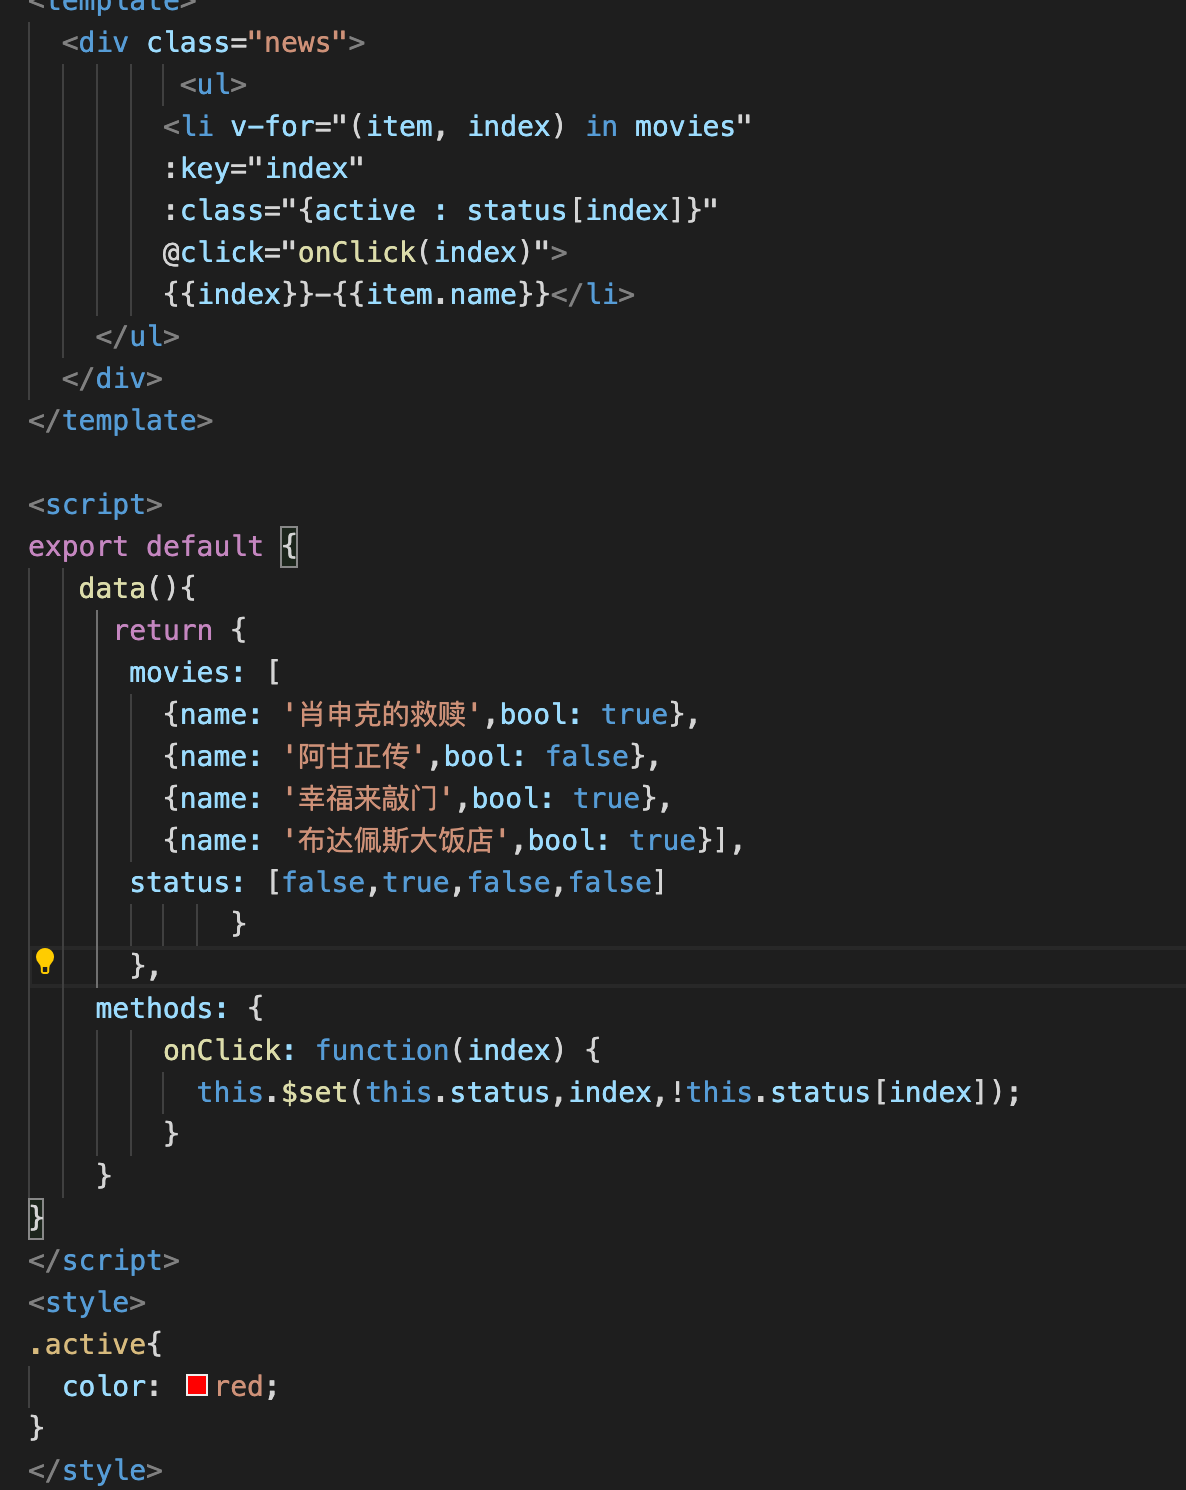 <template>
<div class="news">
<ul>
<li v-for="(item, index) in movies"
:key="index"
:class="{active : status[index]}"
@click="onClick(index)">
{{index}}-{{item.name}}</li>
</ul>
</div>
</template>
<script>
export default {
data(){
return {
movies: [
{name: '肖申克的救赎',bool: true},
{name: '阿甘正传',bool: false},
{name: '幸福来敲门',bool: true},
{name: '布达佩斯大饭店',bool: true}],
status: [false,true,false,false]
}
},
methods: {
onClick: function(index) {
this.$set(this.status,index,!this.status[index]);
}
}
}
</script>
<style>
.active{
color: red;
}
</style>